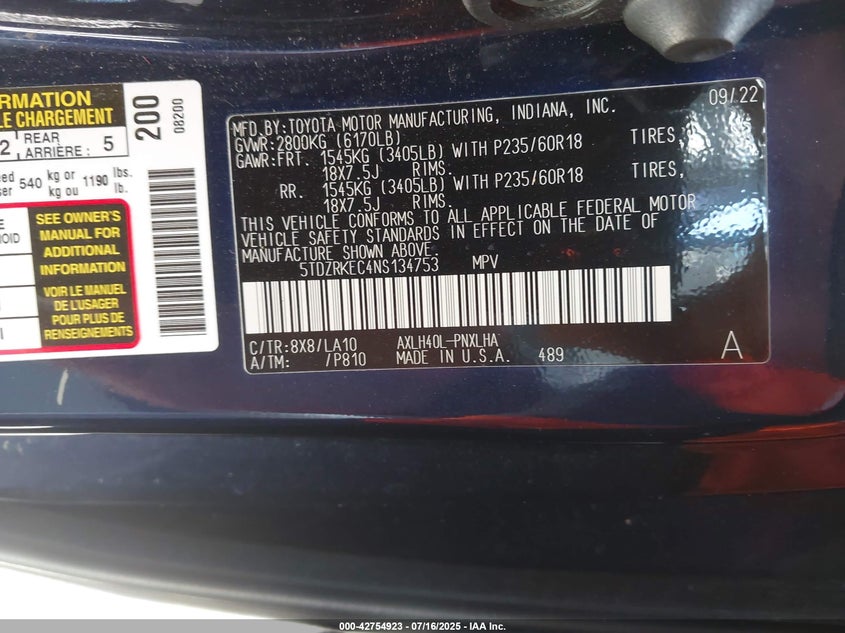 FORMATION
LE CHARGEMENT
2 REAR ARRIÈRE: 5
540 kg or 1190 lbs.
kg ou lb.
SEE OWNER'S
MANUAL FOR
ADDITIONAL
INFORMATION
VOIR LE MANUEL
DE L'USAGER
POUR PLUS DE
RENSEIGNEMENTS
200
08200
MFD.BY:TOYOTA MOTOR MANUFACTURING, INDIANA, INC. 09/22
GVWR:2800KG (6170LB)
GAWR:FRT. 1545KG (3405LB) WITH P235/60R18 TIRES,
18X7.5J RIMS.
RR. 1545KG (3405LB) WITH P235/60R18 TIRES,
18X7.5J RIMS.
THIS VEHICLE CONFORMS TO ALL APPLICABLE FEDERAL MOTOR
VEHICLE SAFETY STANDARDS IN EFFECT ON THE DATE OF
MANUFACTURE SHOWN ABOVE.
5TDZRKEC4NS134753 MPV
C/TR:8X8/LA10 AXLH40L-PNXLHA
A/TM: /P810 MADE IN U.S.A. 489 A
000-42754923 - 07/16/2025 - IAA Inc.